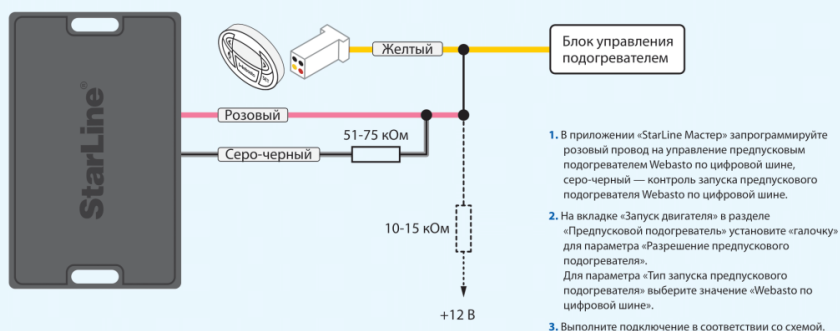 StarLine®
Желтый
Блок управления
подогревателем
Розовый
51-75 кОм
Серо-черный
10-15 кОм
+12 В
1. В приложении «StarLine Мастер» запрограммируйте
розовый провод на управление предпусковым
подогревателем Webasto по цифровой шине,
серо-черный — контроль запуска предпускового
подогревателя Webasto по цифровой шине.
2. На вкладке «Запуск двигателя» в разделе
«Предпусковой подогреватель» установите «галочку»
для параметра «Разрешение предпускового
подогревателя».
Для параметра «Тип запуска предпускового
подогревателя» выберите значение «Webasto по
цифровой шине».
3. Выполните подключение в соответствии со схемой.